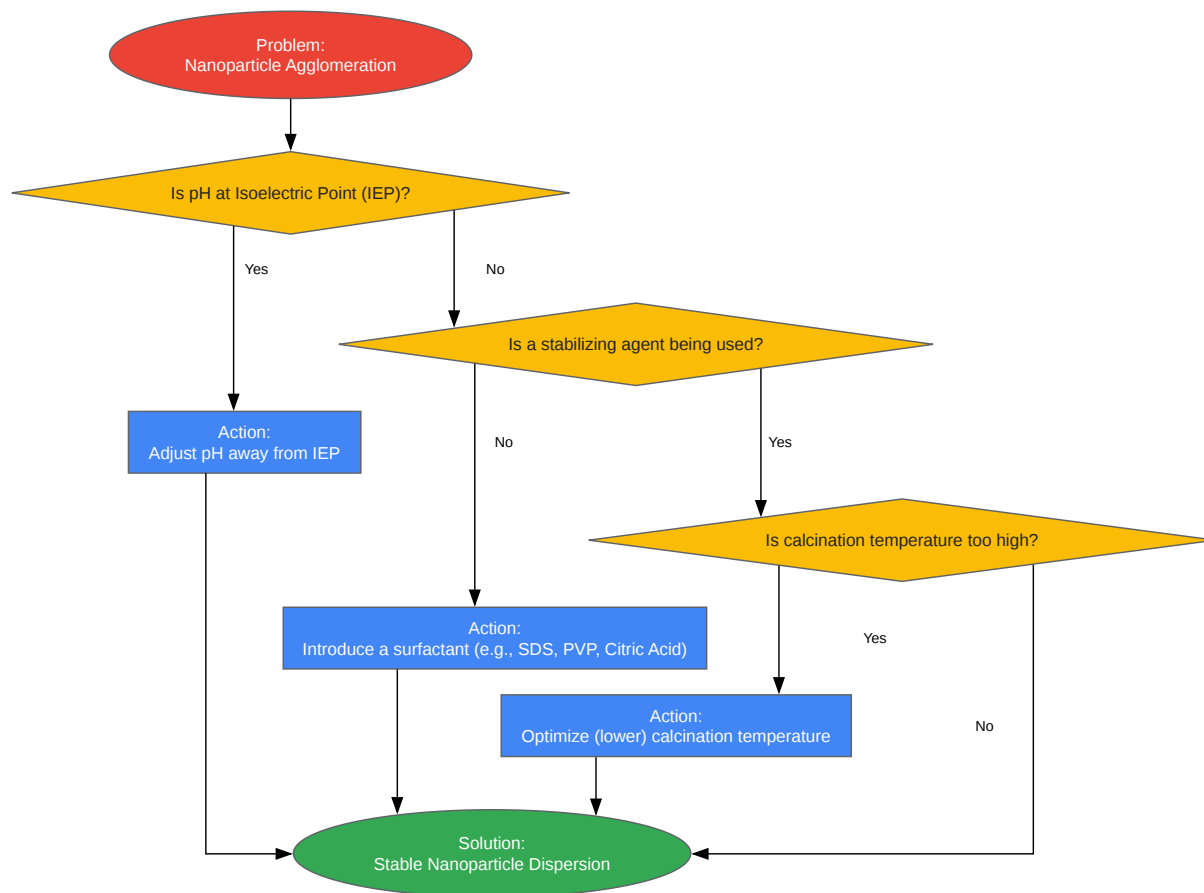 Problem:
Nanoparticle Agglomeration
Is pH at Isoelectric Point (IEP)?
Yes
No
Is a stabilizing agent being used?
Action:
Adjust pH away from IEP
No
Yes
Is calcination temperature too high?
Action:
Introduce a surfactant (e.g., SDS, PVP, Citric Acid)
Yes
Action:
Optimize (lower) calcination temperature
No
Solution:
Stable Nanoparticle Dispersion